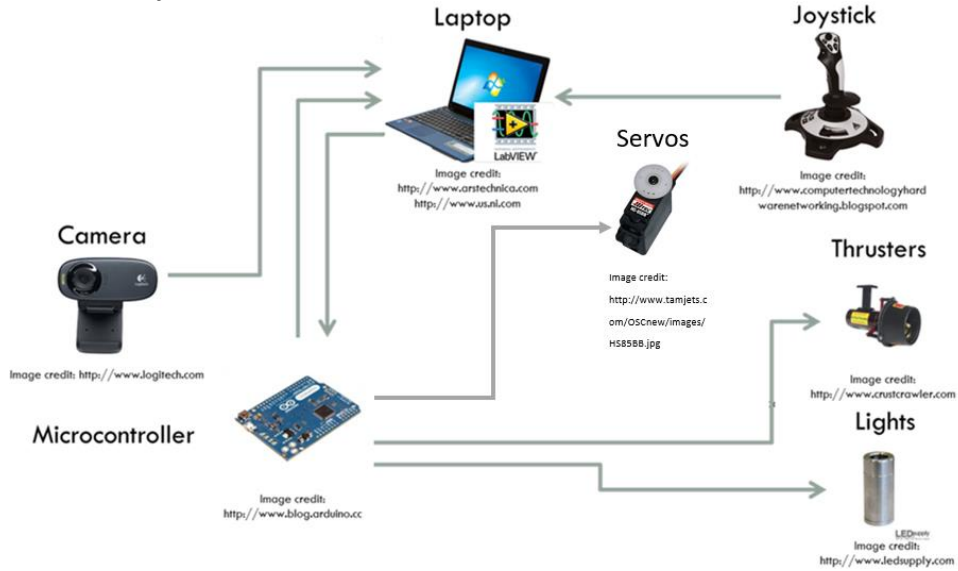 Laptop
Joystick
LabVIEW
Image credit:
http://www.arstechnica.com
http://www.us.ni.com
Servos
Image credit:
http://www.computertechnologyhard
warenetworking.blogspot.com
Camera
Image credit:
http://www.tamjets.c
om/OSCnew/images/
HS85BB.jpg
Thrusters
Image credit: http://www.logitech.com
Image credit:
http://www.crustcrawler.com
Microcontroller
Lights
Image credit:
http://www.blog.arduino.cc
LEDsupply
Image credit:
http://www.ledsupply.com